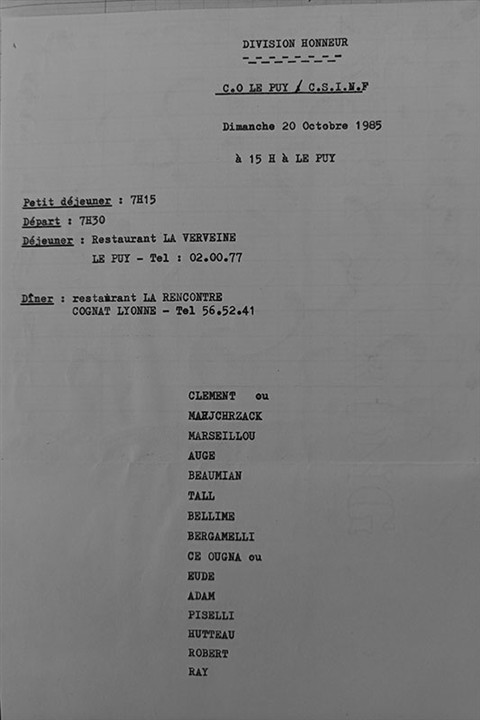 DIVISION HONNEUR
C.O LE PUY / C.S.I.N.F
Dimanche 20 Octobre 1985
à 15 H à LE PUY
Petit déjeuner : 7H15
Départ : 7H30
Déjeuner : Restaurant LA VERVEINE
LE PUY - Tel : 02.00.77
Dîner : restaurant LA RENCONTRE
COGNAT LYONNE - Tel 56.52.41
CLEMENT ou
MAHJCHRZACK
MARSEILLOU
AUGE
BEAUMIAN
TALL
BELLIME
BERGAMELLI
CE OUGNA ou
EUDE
ADAM
PISELLI
HUTTEAU
ROBERT
RAY